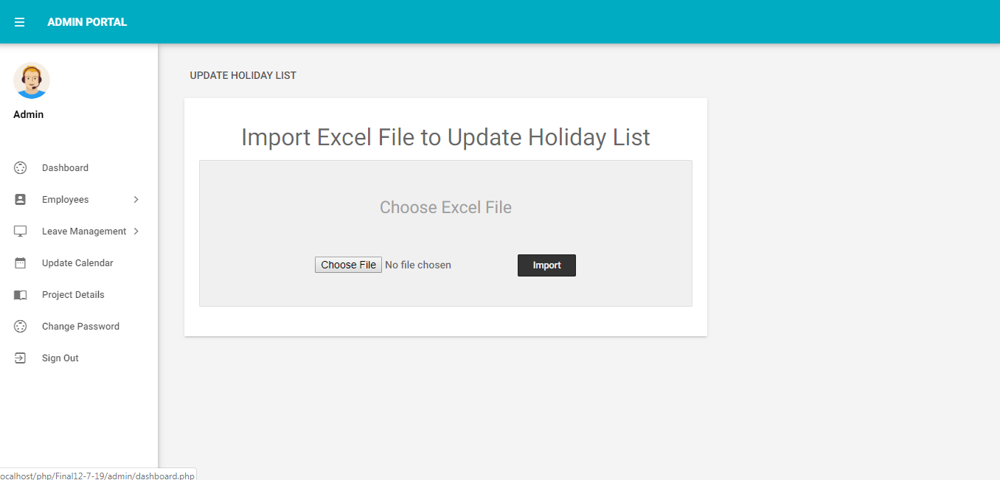 ADMIN PORTAL
Admin
Dashboard
Employees
Leave Management
Update Calendar
Project Details
Change Password
Sign Out
UPDATE HOLIDAY LIST
Import Excel File to Update Holiday List
Choose Excel File
Choose File No file chosen Import
ocalhost/php/Final12-7-19/admin/dashboard.php